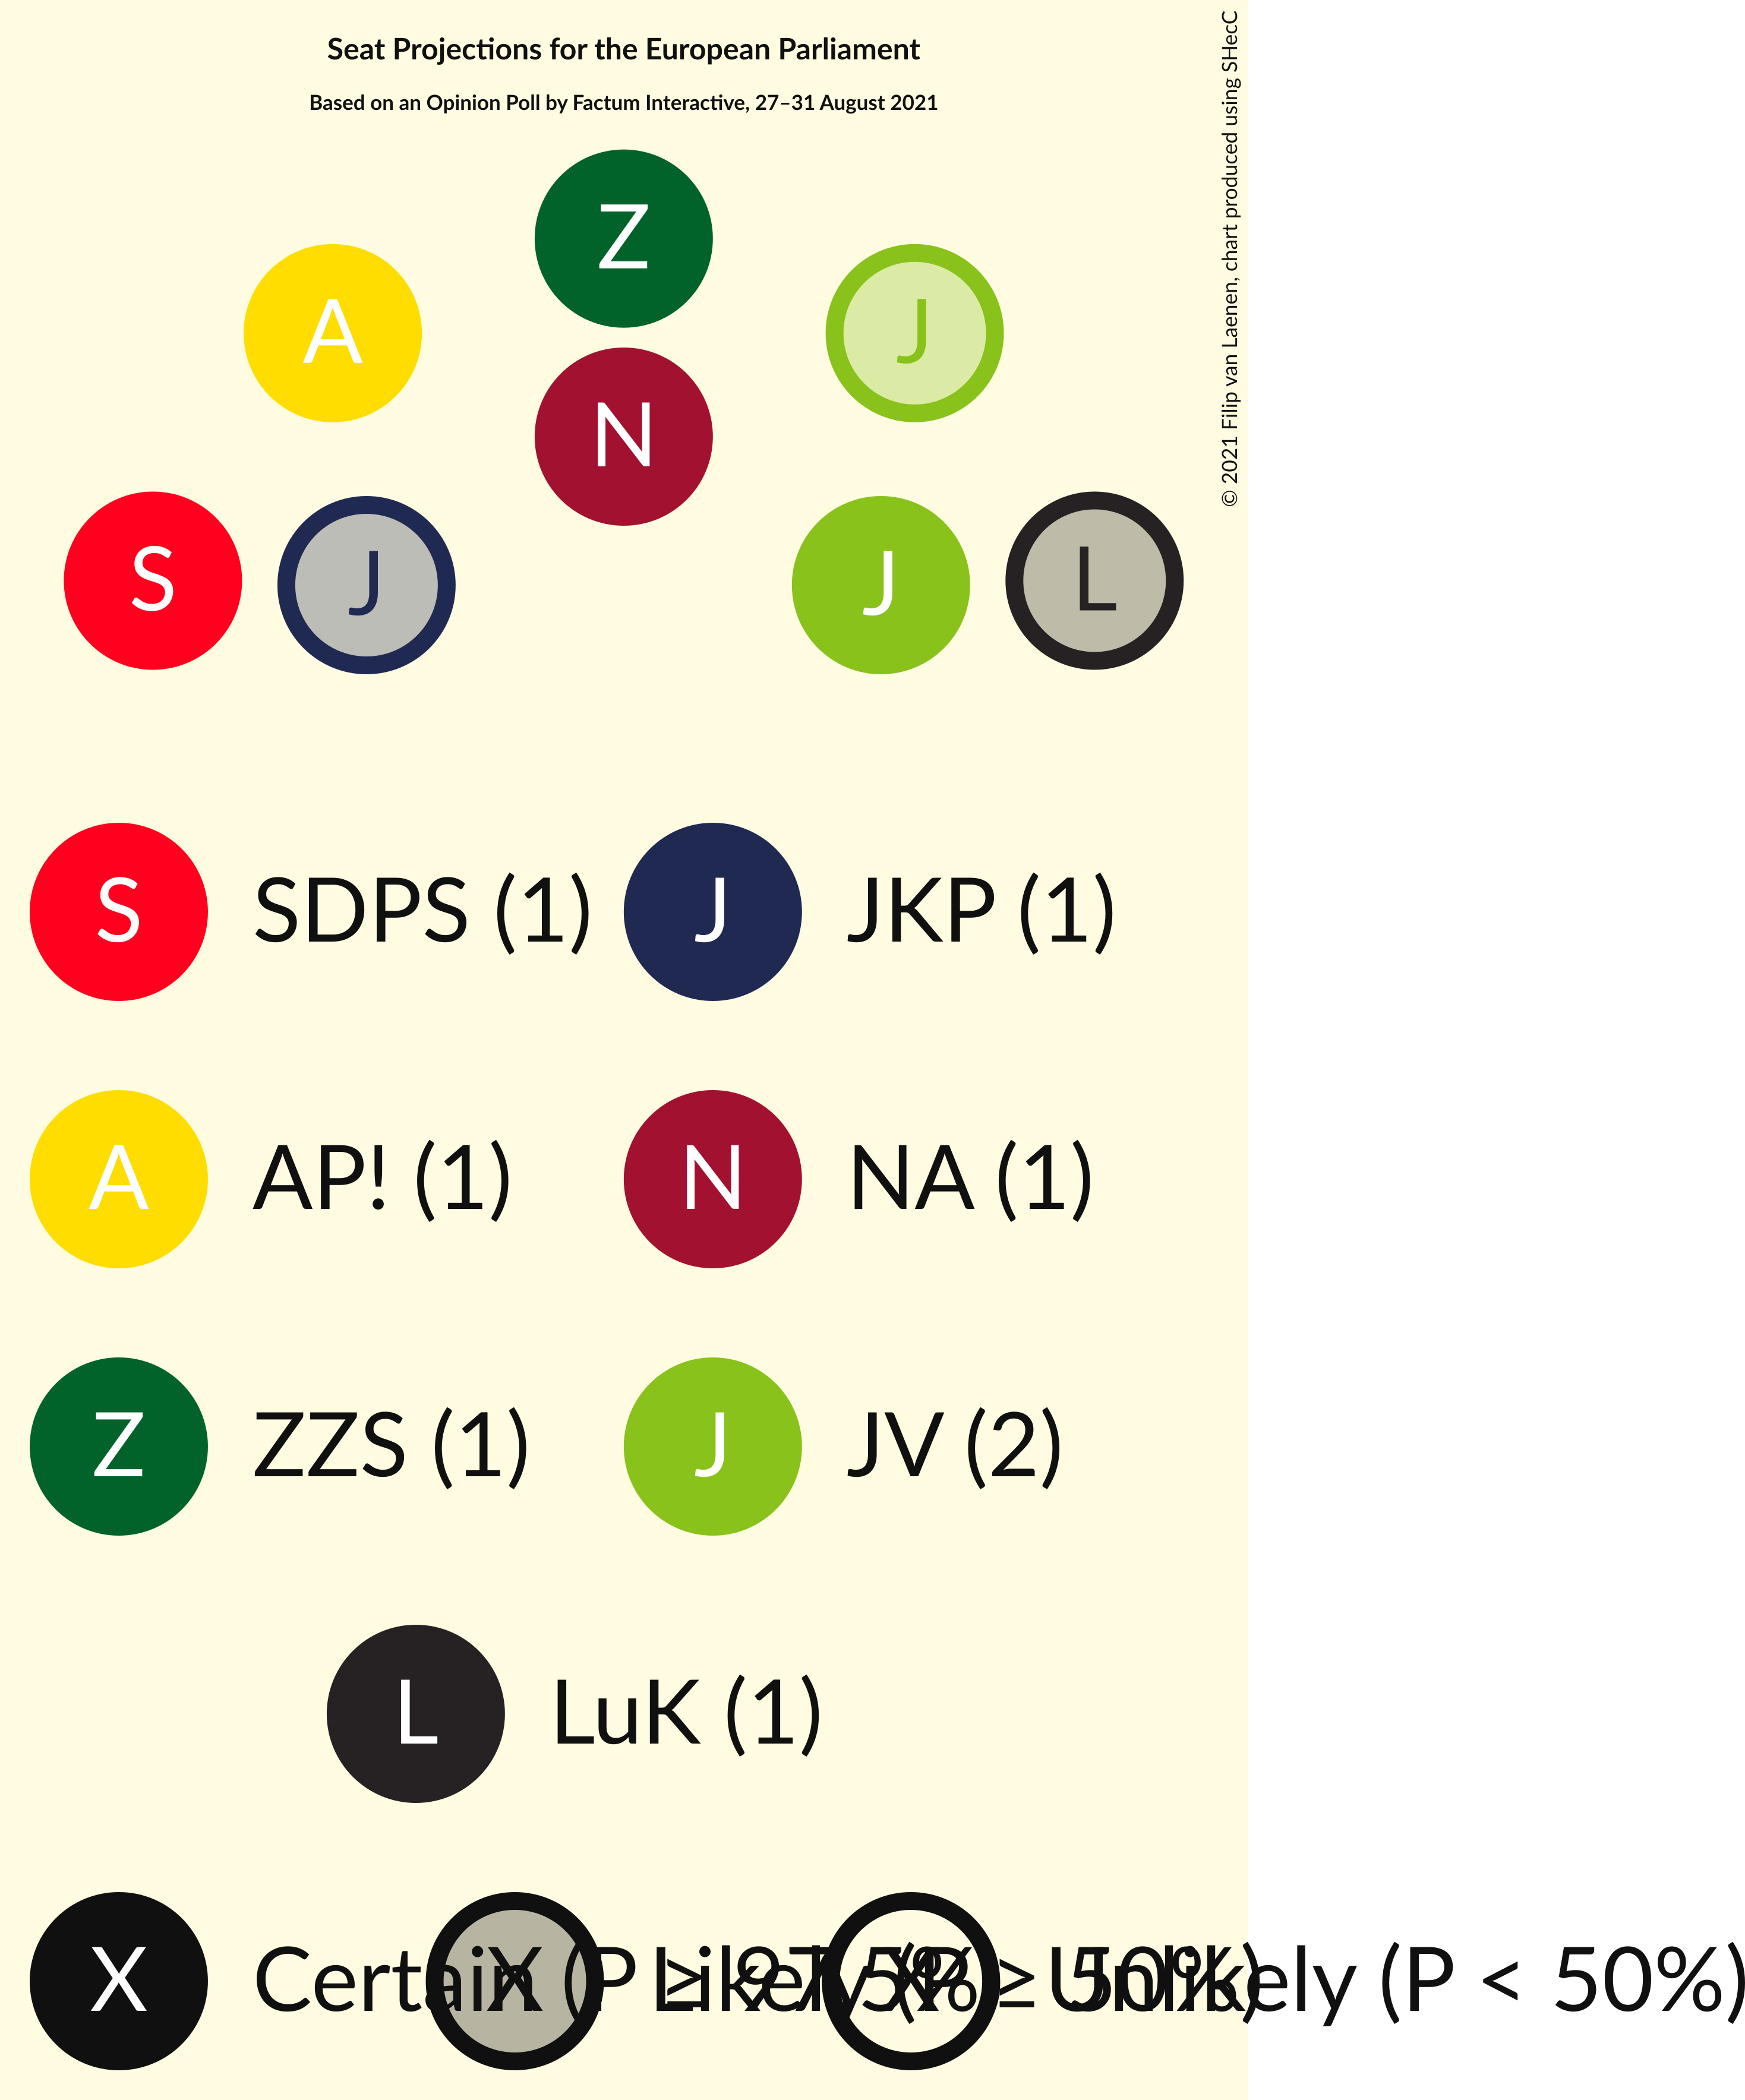 Seat Projections for the European Parliament
Based on an Opinion Poll by Factum Interactive, 27–31 August 2021
© 2021 Filip van Laenen, chart produced using SHecC
Z
A
J
N
S
J
J
L
S SDPS (1)
J JKP (1)
A AP! (1)
N NA (1)
Z ZZS (1)
J JV (2)
L LuK (1)
X Certain (P ≥ 97.5%)
X Likely (P ≥ 50%)
X Unlikely (P < 50%)